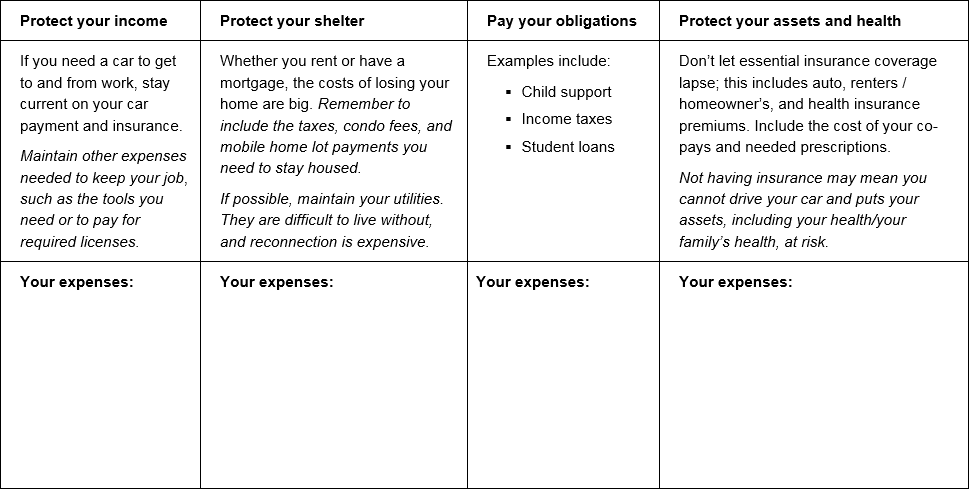 Protect your income
Protect your shelter
Pay your obligations
Protect your assets and health
If you need a car to get
to and from work, stay
current on your car
payment and insurance.
Maintain other expenses
needed to keep your job,
such as the tools you
need or to pay for
required licenses.
Whether you rent or have a
mortgage, the costs of losing your
home are big. Remember to
include the taxes, condo fees, and
mobile home lot payments you
need to stay housed.
If possible, maintain your utilities.
They are difficult to live without,
and reconnection is expensive.
Examples include:
▪ Child support
▪ Income taxes
▪ Student loans
Don’t let essential insurance coverage
lapse; this includes auto, renters /
homeowner’s, and health insurance
premiums. Include the cost of your co-
pays and needed prescriptions.
Not having insurance may mean you
cannot drive your car and puts your
assets, including your health/your
family’s health, at risk.
Your expenses:
Your expenses:
Your expenses:
Your expenses: